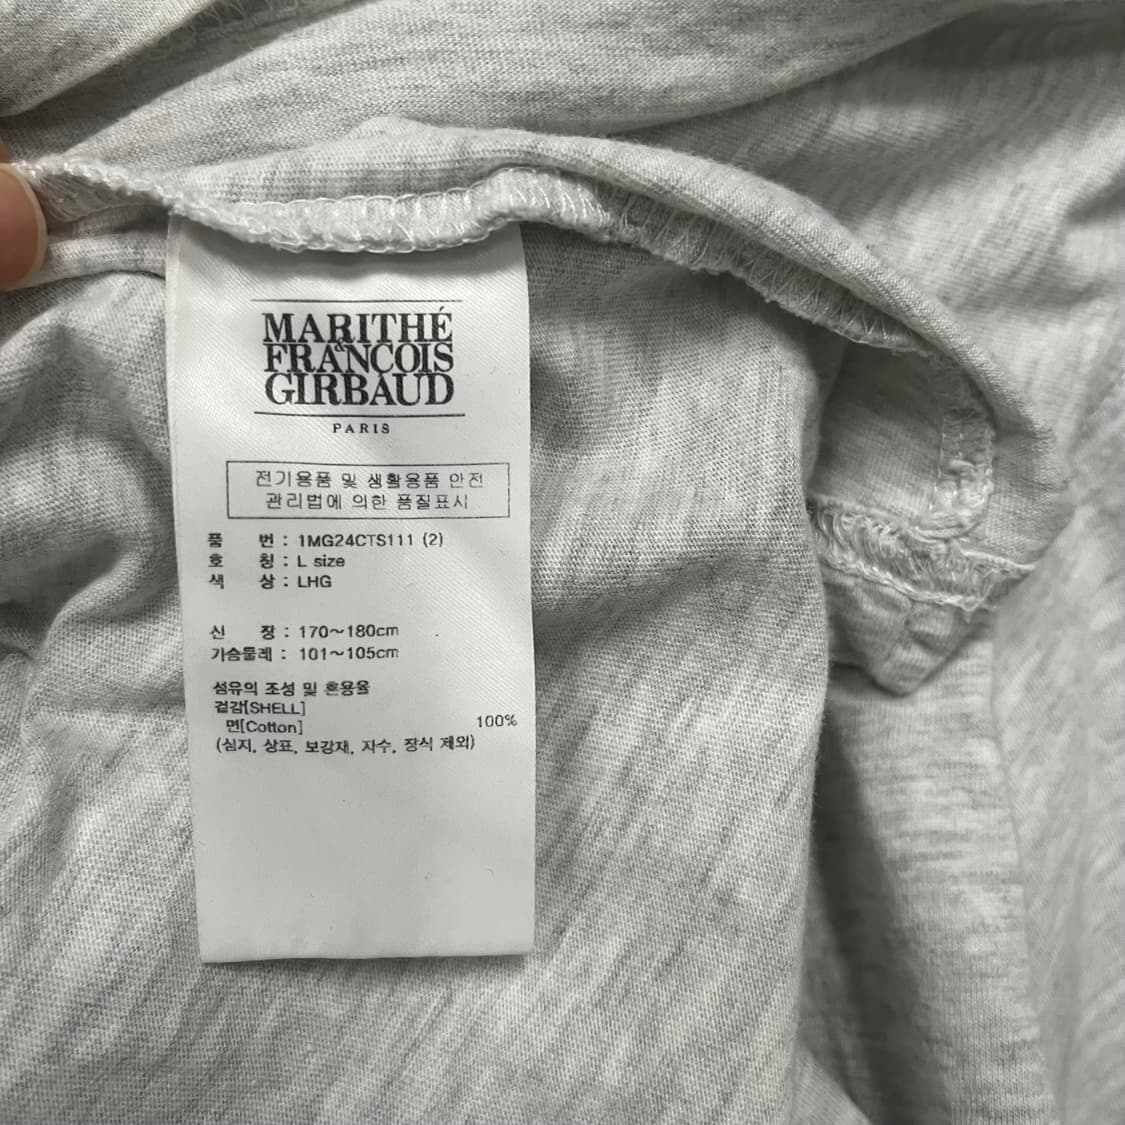 MARITHÉ
&
FRANCOIS
GIRBAUD
PARIS
전기용품 및 생활용품 안전
관리법에 의한 품질표시
품 번 : 1MG24CTS111 (2)
호 칭 : L size
색 상 : LHG
신 장 : 170~180cm
가슴둘레 : 101~105cm
섬유의 조성 및 혼용율
겉감[SHELL]
면[Cotton] 100%
(심지, 상표, 보강재, 자수, 장식 제외)